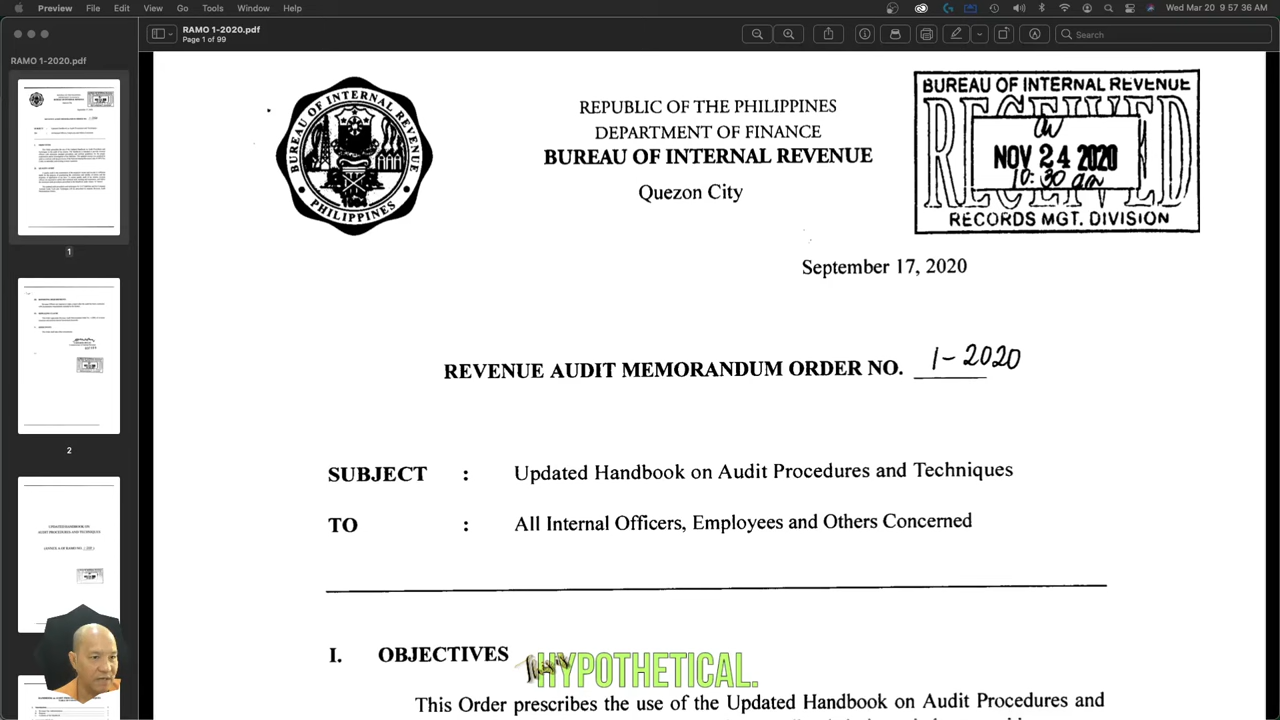 File Edit View Go Tools Window Help
Wed Mar 20 9:57:36 AM
RAMO 1-2020.pdf
Page 1 of 99
Search
RAMO 1-2020.pdf
1
2
BUREAU OF INTERNAL REVENUE
PHILIPPINES
REPUBLIC OF THE PHILIPPINES
DEPARTMENT OF FINANCE
BUREAU OF INTERNAL REVENUE
Quezon City
BUREAU OF INTERNAL REVENUE
RECEIVED
NOV 24 2020
10:30 am
RECORDS MGT. DIVISION
September 17, 2020
REVENUE AUDIT MEMORANDUM ORDER NO. 1-2020
SUBJECT : Updated Handbook on Audit Procedures and Techniques
TO : All Internal Officers, Employees and Others Concerned
I. OBJECTIVES
HYPOTHETICAL.
This Order prescribes the use of the Updated Handbook on Audit Procedures and